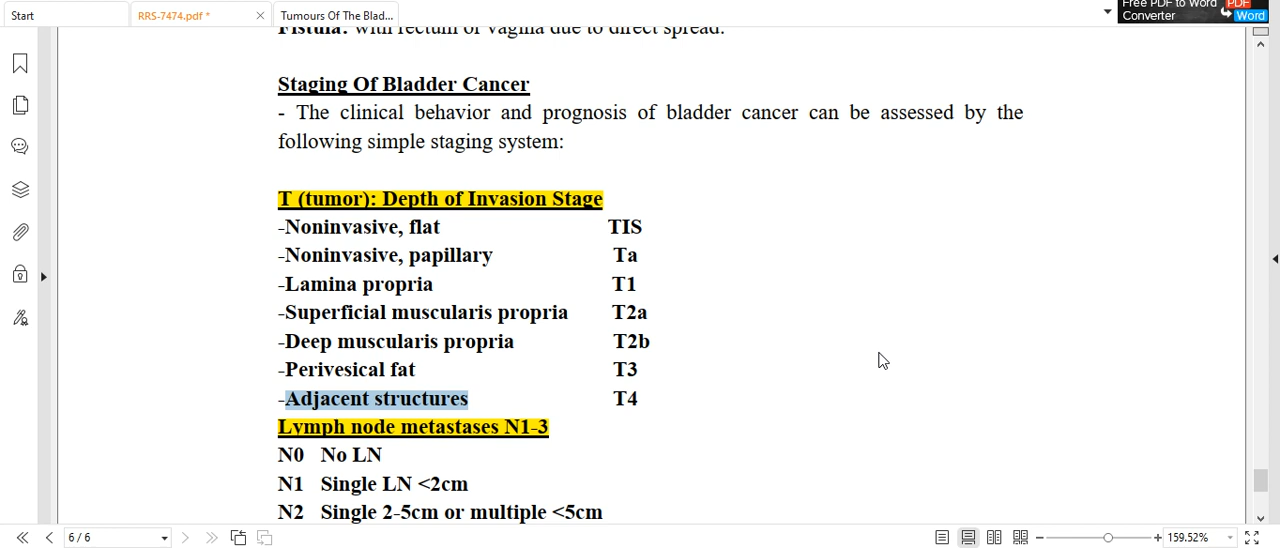 Start
RRS-7474.pdf *
Tumours Of The Blad...
Free PDF to Word
Converter
PDF
Word
Fistula: with rectum or vagina due to direct spread.
Staging Of Bladder Cancer
- The clinical behavior and prognosis of bladder cancer can be assessed by the
following simple staging system:
T (tumor): Depth of Invasion Stage
-Noninvasive, flat TIS
-Noninvasive, papillary Ta
-Lamina propria T1
-Superficial muscularis propria T2a
-Deep muscularis propria T2b
-Perivesical fat T3
-Adjacent structures T4
Lymph node metastases N1-3
N0 No LN
N1 Single LN <2cm
N2 Single 2-5cm or multiple <5cm
6 / 6
159.52%